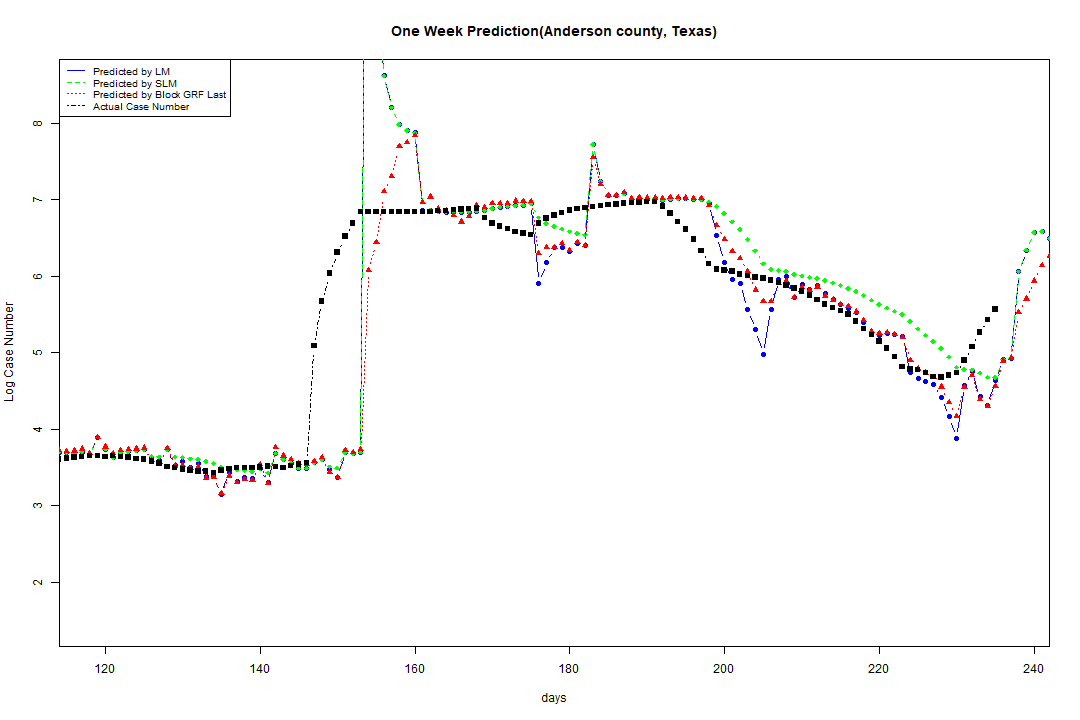 One Week Prediction(Anderson county, Texas)
Predicted by LM
Predicted by SLM
Predicted by Block GRF Last
Actual Case Number
8
7
6
5
4
3
2
Log Case Number
120 140 160 180 200 220 240
days